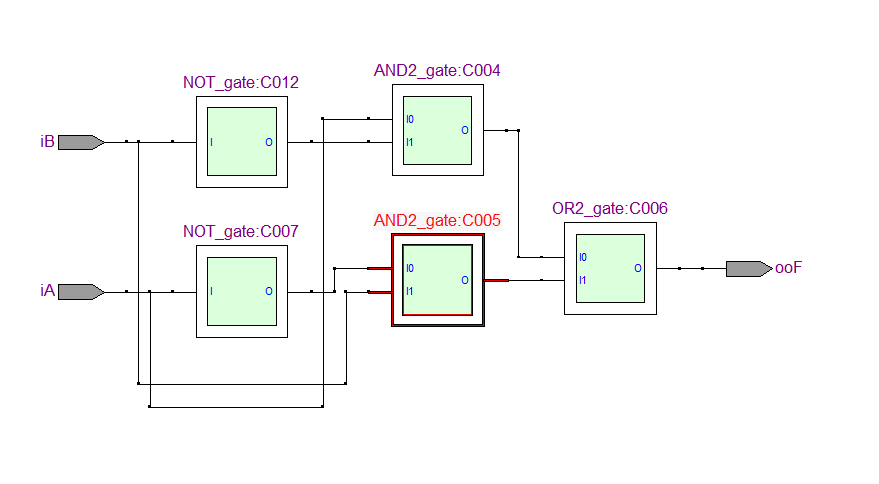 NOT_gate:C012
AND2_gate:C004
iB
I
O
I0
I1
O
NOT_gate:C007
AND2_gate:C005
OR2_gate:C006
iA
I
O
I0
I1
O
I0
I1
O
ooF